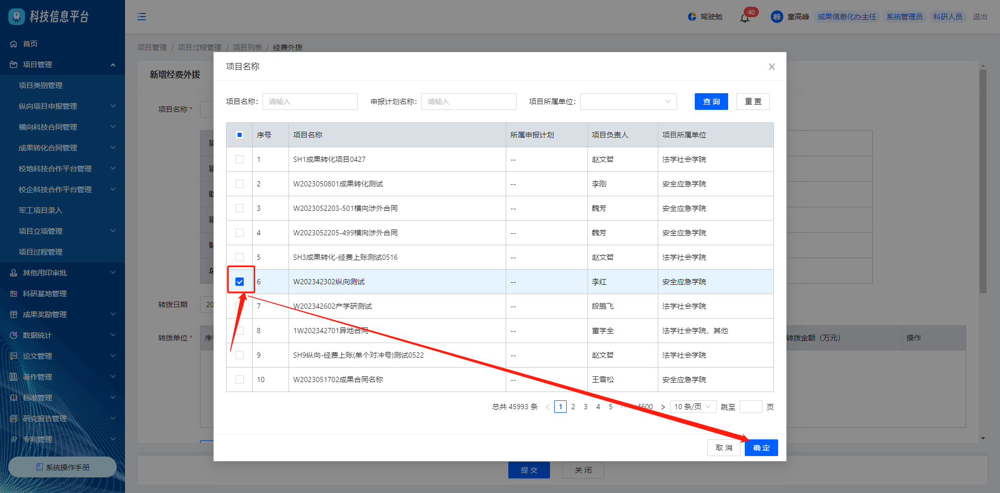 科技信息平台
驾驶舱
40
峰 童高峰 成果信息化办主任 系统管理员 科研人员 退出
首页
项目管理
项目类别管理
纵向项目申报管理
横向科技合同管理
成果转化合同管理
校地科技合作平台管理
校企科技合作平台管理
军工项目录入
项目立项管理
项目过程管理
其他用印审批
科研基地管理
成果奖励管理
数据统计
论文管理
著作管理
标准管理
研究报告管理
专利管理
系统操作手册
项目管理 / 项目过程管理 / 项目列表 / 经费外拨
新增经费外拨
项目名称 *
转拨日期 20
转拨单位 *
转拨金额（万元） 操作
项目名称
项目名称: 请输入 申报计划名称: 请输入 项目所属单位: 查 询 重 置
序号 项目名称 所属申报计划 项目负责人 项目所属单位
1 SH1成果转化项目0427 -- 赵文哲 法学社会学院
2 W2023050801成果转化测试 -- 李刚 安全应急学院
3 W2023052203-501横向涉外合同 -- 魏芳 安全应急学院
4 W2023052205-499横向涉外合同 -- 魏芳 安全应急学院
5 SH3成果转化-经费上账测试0516 -- 赵文哲 法学社会学院
6 W202342302纵向测试 -- 李红 安全应急学院
7 W202342602产学研测试 -- 段鹏飞 法学社会学院
8 1W202342701异地合同 -- 董学全 法学社会学院，其他
9 SH9纵向-经费上账(单个对冲号)测试0522 -- 赵文哲 法学社会学院
10 W2023051702成果合同名称 -- 王雪松 安全应急学院
总共 45993 条 < 1 2 3 4 5 4600 > 10 条/页 跳至 页
取 消 确 定
提 交 关 闭